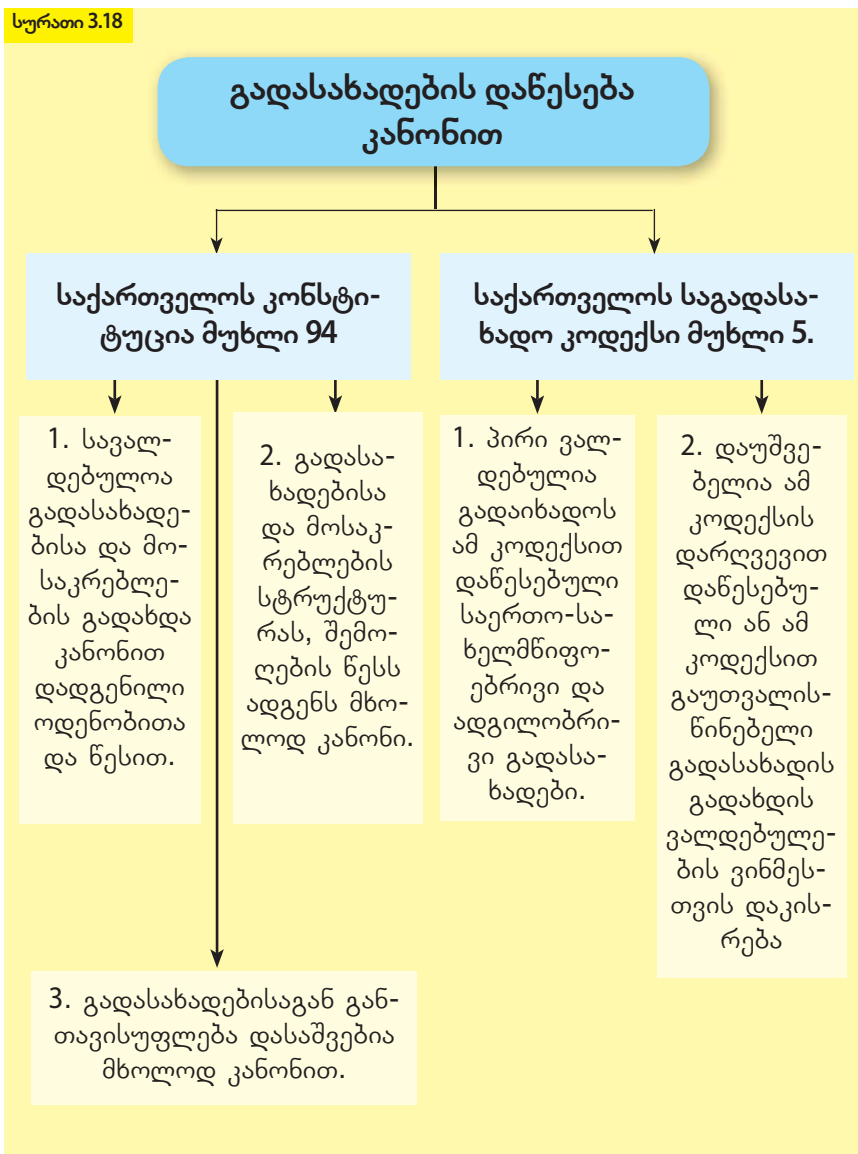 სურათი 3.18
გადასახადების დაწესება
კანონით
საქართველოს კონსტი-
ტუცია მუხლი 94
საქართველოს საგადასა-
ხადო კოდექსი მუხლი 5.
1. სავალ-
დებულოა
გადასახადე-
ბისა და მო-
საკრებლე-
ბის გადახდა
კანონით
დადგენილი
ოდენობითა
და წესით.
2. გადასა-
ხადებისა
და მოსაკ-
რებლების
სტრუქტუ-
რას, შემო-
ღების წესს
ადგენს მხო-
ლოდ კანონი.
3. გადასახადებისაგან გან-
თავისუფლება დასაშვებია
მხოლოდ კანონით.
1. პირი ვალ-
დებულია
გადაიხადოს
ამ კოდექსით
დაწესებული
საერთო-სა-
ხელმწიფო-
ებრივი და
ადგილობრი-
ვი გადასა-
ხადები.
2. დაუშვე-
ბელია ამ
კოდექსის
დარღვევით
დაწესებუ-
ლი ან ამ
კოდექსით
გაუთვალის-
წინებელი
გადასახადის
გადახდის
ვალდებულე-
ბის ვინმეს-
თვის დაკის-
რება